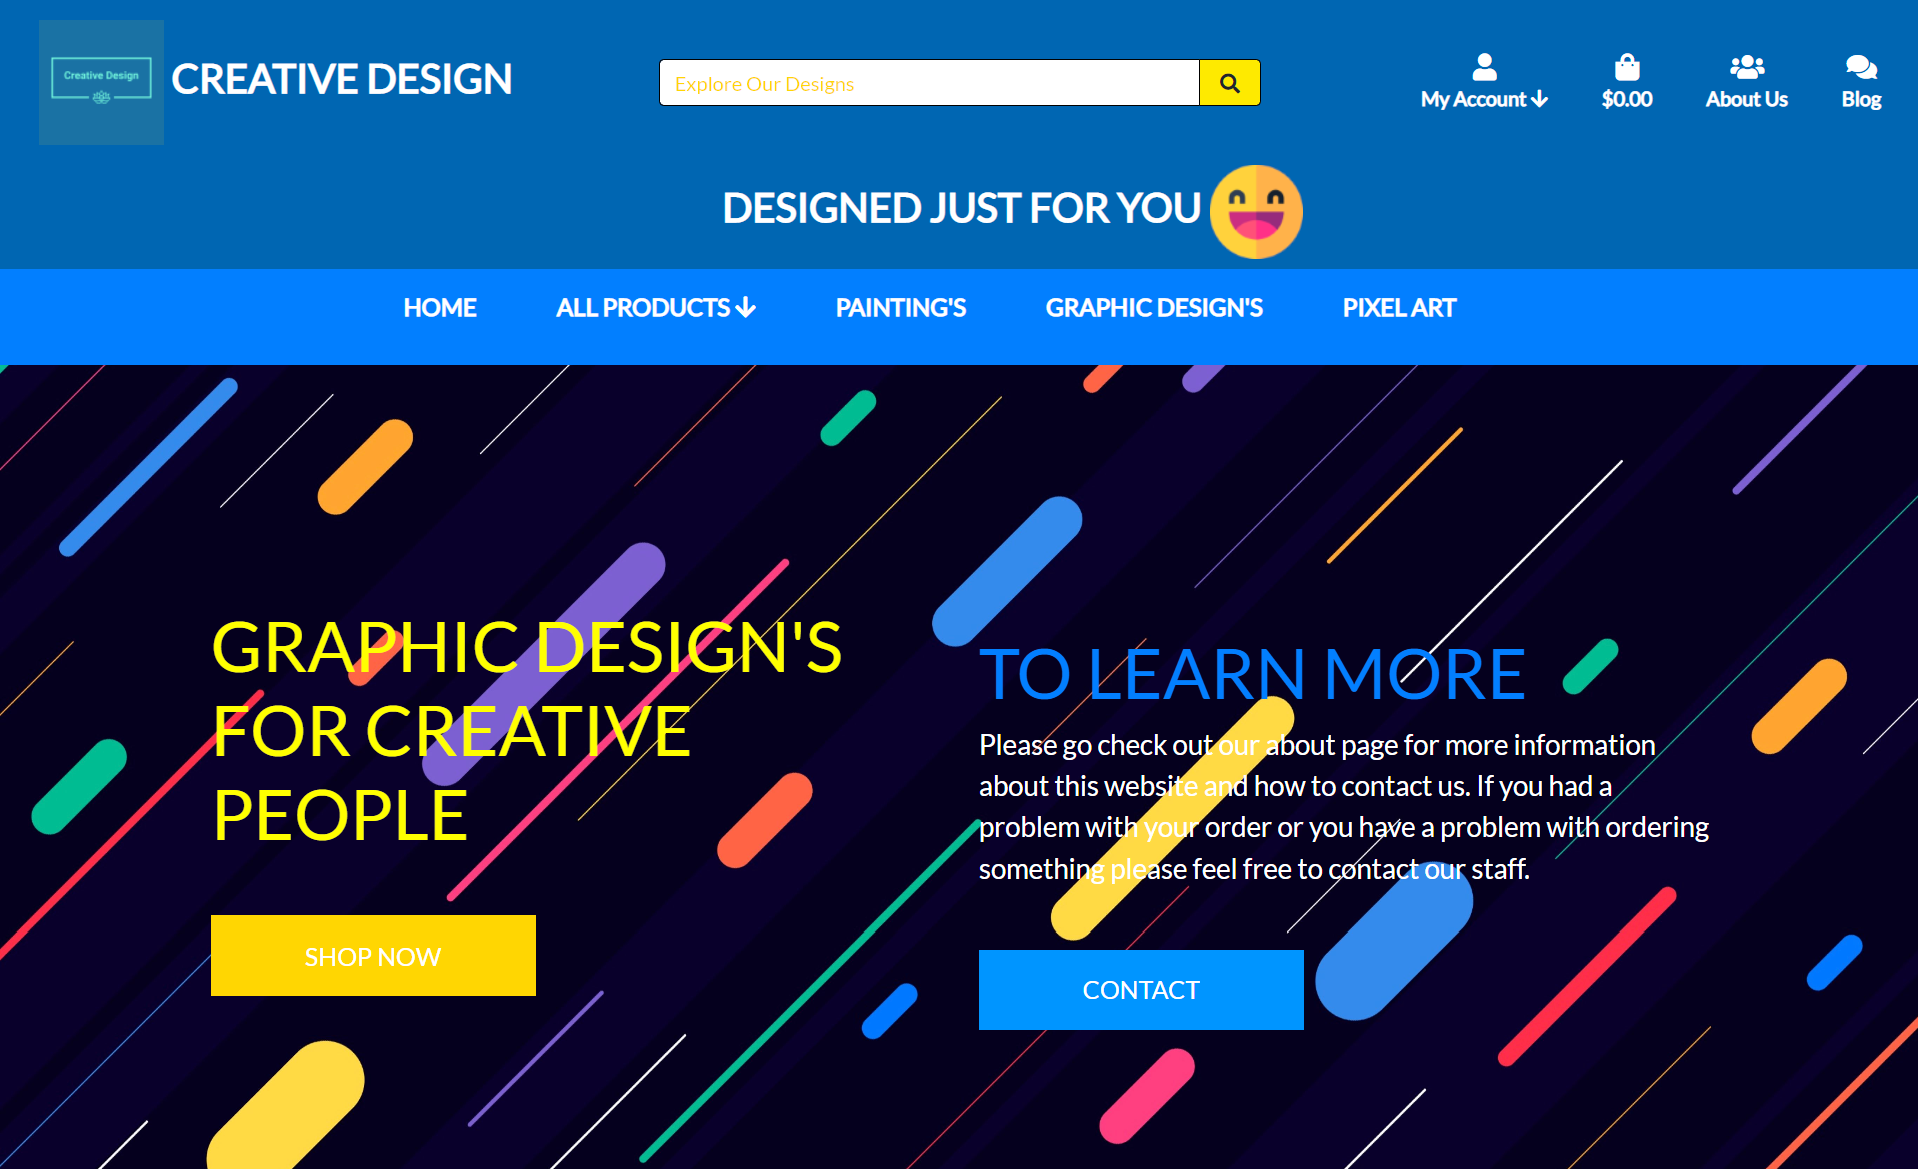 Creative Design
CREATIVE DESIGN
Explore Our Designs
My Account
$0.00
About Us
Blog
DESIGNED JUST FOR YOU
HOME
ALL PRODUCTS
PAINTING'S
GRAPHIC DESIGN'S
PIXEL ART
GRAPHIC DESIGN'S
FOR CREATIVE
PEOPLE
SHOP NOW
TO LEARN MORE
Please go check out our about page for more information
about this website and how to contact us. If you had a
problem with your order or you have a problem with ordering
something please feel free to contact our staff.
CONTACT